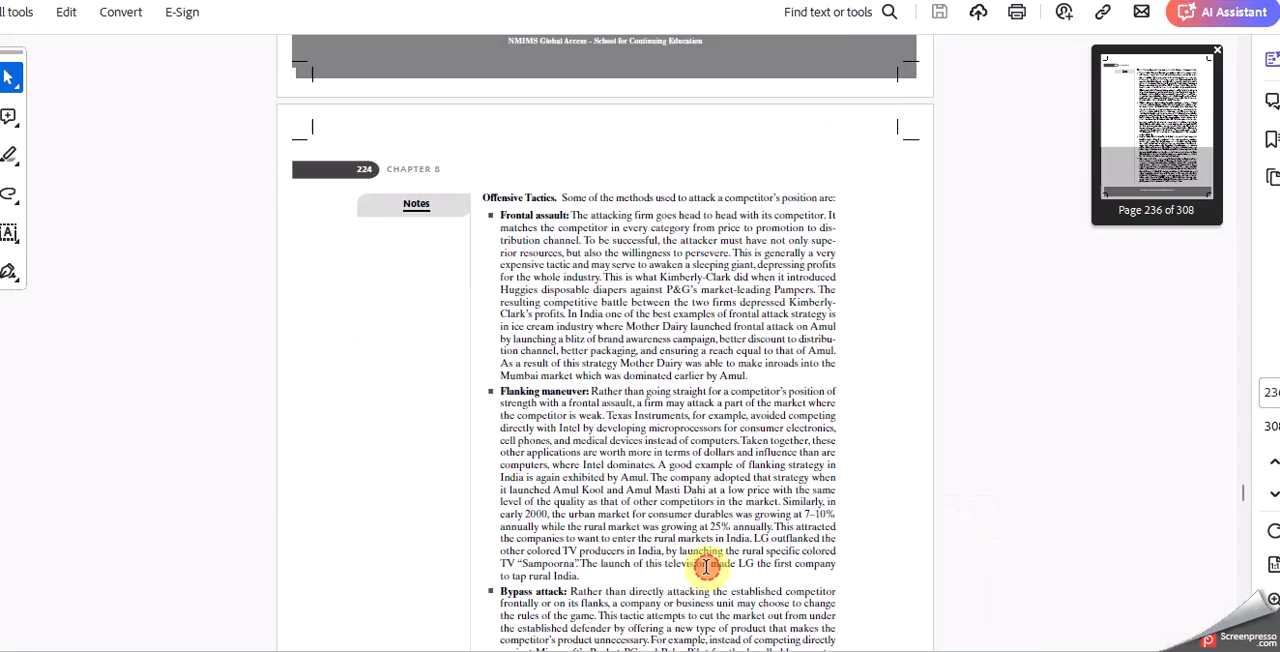 ll tools Edit Convert E-Sign Find text or tools AI Assistant
NMIMS Global Access - School for Continuing Education
224 CHAPTER 8
Notes
Offensive Tactics. Some of the methods used to attack a competitor's position are:
Frontal assault: The attacking firm goes head to head with its competitor. It
matches the competitor in every category from price to promotion to dis-
tribution channel. To be successful, the attacker must have not only supe-
rior resources, but also the willingness to persevere. This is generally a very
expensive tactic and may serve to awaken a sleeping giant, depressing profits
for the whole industry. This is what Kimberly-Clark did when it introduced
Huggies disposable diapers against P&G's market-leading Pampers. The
resulting competitive battle between the two firms depressed Kimberly-
Clark's profits. In India one of the best examples of frontal attack strategy is
in ice cream industry where Mother Dairy launched frontal attack on Amul
by launching a blitz of brand awareness campaign, better discount to distribu-
tion channel, better packaging, and ensuring a reach equal to that of Amul.
As a result of this strategy Mother Dairy was able to make inroads into the
Mumbai market which was dominated earlier by Amul.
Flanking maneuver: Rather than going straight for a competitor's position of
strength with a frontal assault, a firm may attack a part of the market where
the competitor is weak. Texas Instruments, for example, avoided competing
directly with Intel by developing microprocessors for consumer electronics,
cell phones, and medical devices instead of computers. Taken together, these
other applications are worth more in terms of dollars and influence than are
computers, where Intel dominates. A good example of flanking strategy in
India is again exhibited by Amul. The company adopted that strategy when
it launched Amul Kool and Amul Masti Dahi at a low price with the same
level of the quality as that of other competitors in the market. Similarly, in
early 2000, the urban market for consumer durables was growing at 7–10%
annually while the rural market was growing at 25% annually. This attracted
the companies to want to enter the rural markets in India. LG outflanked the
other colored TV producers in India, by launching the rural specific colored
TV "Sampoorna". The launch of this television made LG the first company
to tap rural India.
Bypass attack: Rather than directly attacking the established competitor
frontally or on its flanks, a company or business unit may choose to change
the rules of the game. This tactic attempts to cut the market out from under
the established defender by offering a new type of product that makes the
competitor's product unnecessary. For example, instead of competing directly
Page 236 of 308
236
308
Screenpresso
.com